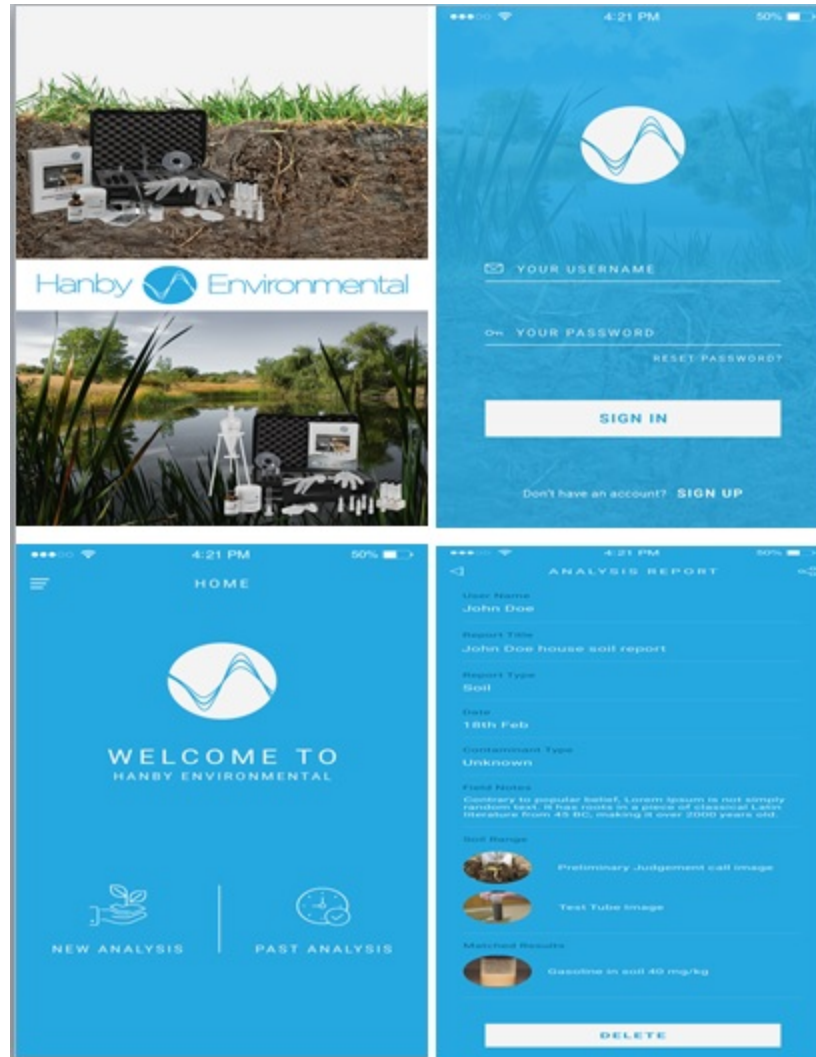 Hanby Environmental
4:21 PM
50%
YOUR USERNAME
YOUR PASSWORD
RESET PASSWORD?
SIGN IN
Don't have an account? SIGN UP
4:21 PM
50%
HOME
WELCOME TO
HANBY ENVIRONMENTAL
NEW ANALYSIS
PAST ANALYSIS
4:21 PM
50%
ANALYSIS REPORT
User Name
John Doe
Report Title
John Doe house soil report
Report Type
Soil
Date
18th Feb
Contaminant Type
Unknown
Field Notes
Contrary to popular belief, Lorem Ipsum is not simply
random text. It has roots in a piece of classical Latin
literature from 45 BC, making it over 2000 years old.
Soil Range
Preliminary Judgement call image
Test Tube Image
Matched Results
Gasoline in soil 40 mg/kg
DELETE